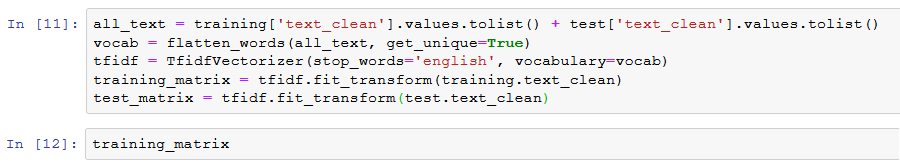 In [11]: all_text = training['text_clean'].values.tolist() + test['text_clean'].values.tolist()
vocab = flatten_words(all_text, get_unique=True)
tfidf = TfidfVectorizer(stop_words='english', vocabulary=vocab)
training_matrix = tfidf.fit_transform(training.text_clean)
test_matrix = tfidf.fit_transform(test.text_clean)
In [12]: training_matrix